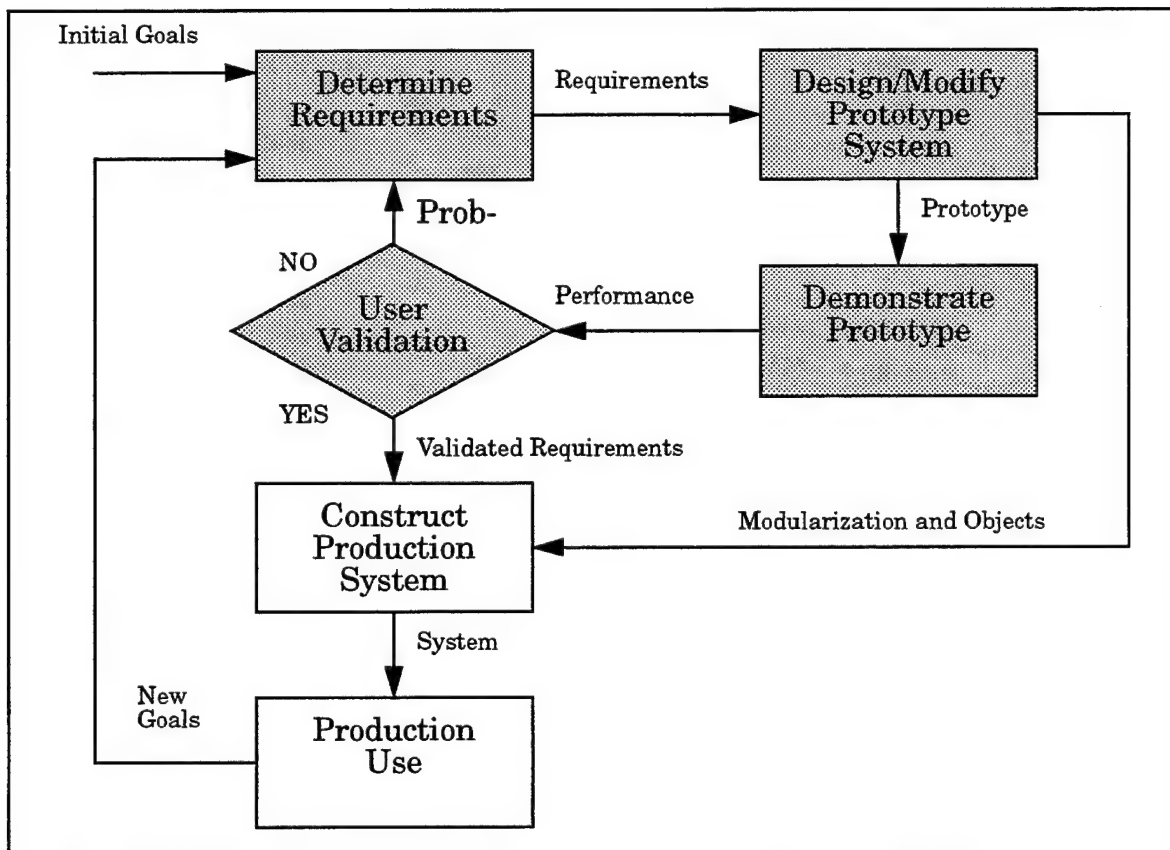 Initial Goals
Determine
Requirements
Requirements
Design/Modify
Prototype
System
Prob-
Prototype
NO
User
Validation
Performance
Demonstrate
Prototype
YES
Validated Requirements
Construct
Production
System
Modularization and Objects
System
New
Goals
Production
Use